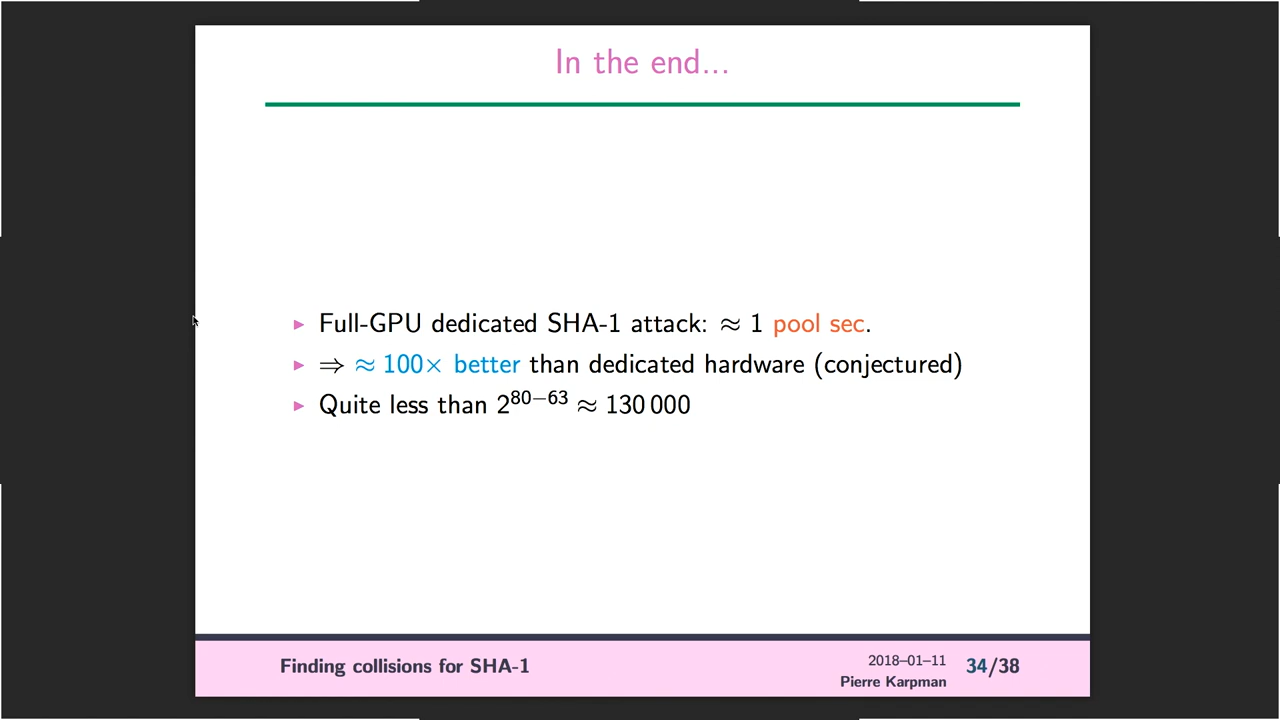 In the end...
▸ Full-GPU dedicated SHA-1 attack: ≈ 1 pool sec.
▸ ⇒ ≈ 100× better than dedicated hardware (conjectured)
▸ Quite less than 2^{80−63} ≈ 130 000
Finding collisions for SHA-1
2018–01–11
Pierre Karpman
34/38